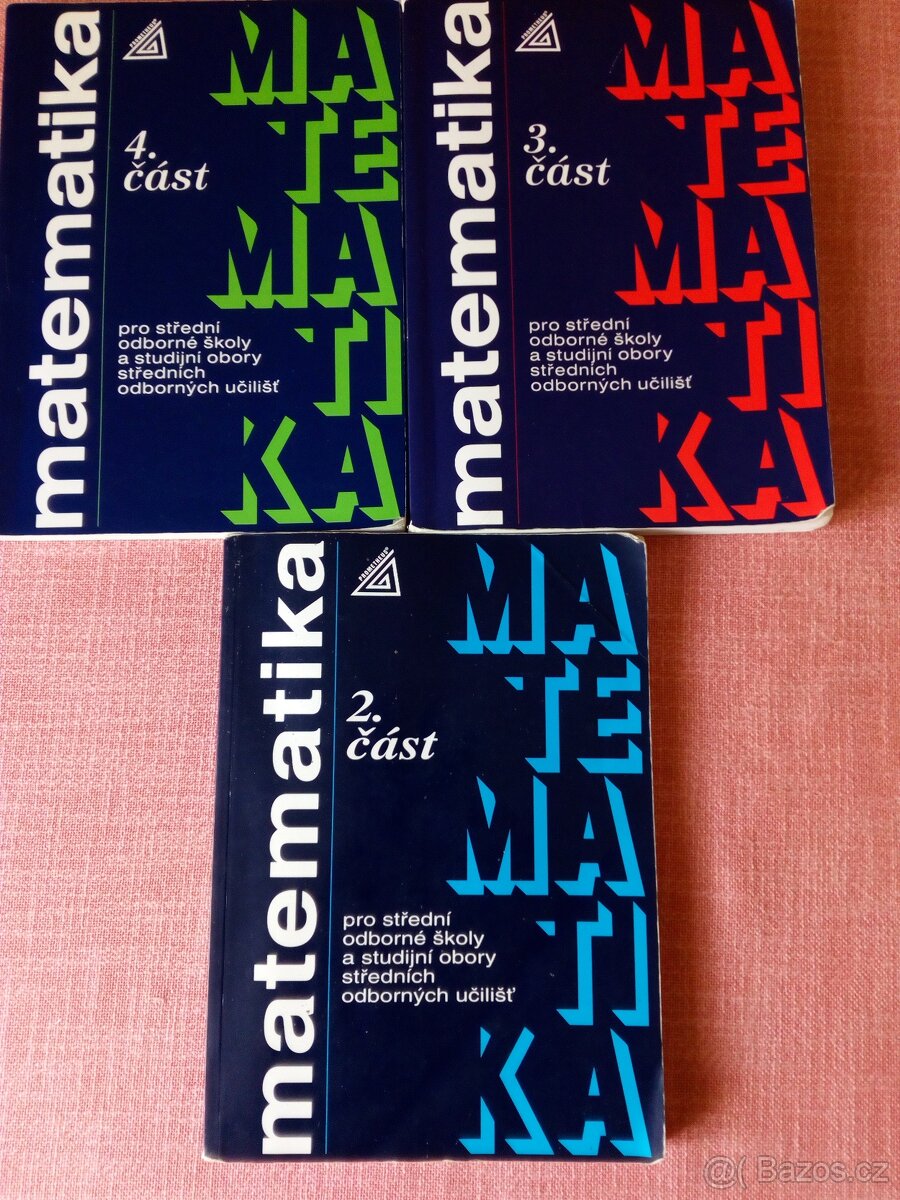 matematika
PROMETHEUS
4.
část
pro střední
odborné školy
a studijní obory
středních
odborných učilišť
MA
TE
MA
TI
KA
matematika
PROMETHEUS
3.
část
pro střední
odborné školy
a studijní obory
středních
odborných učilišť
MA
TE
MA
TI
KA
matematika
PROMETHEUS
2.
část
pro střední
odborné školy
a studijní obory
středních
odborných učilišť
MA
TE
MA
TI
KA
@ Bazos.cz